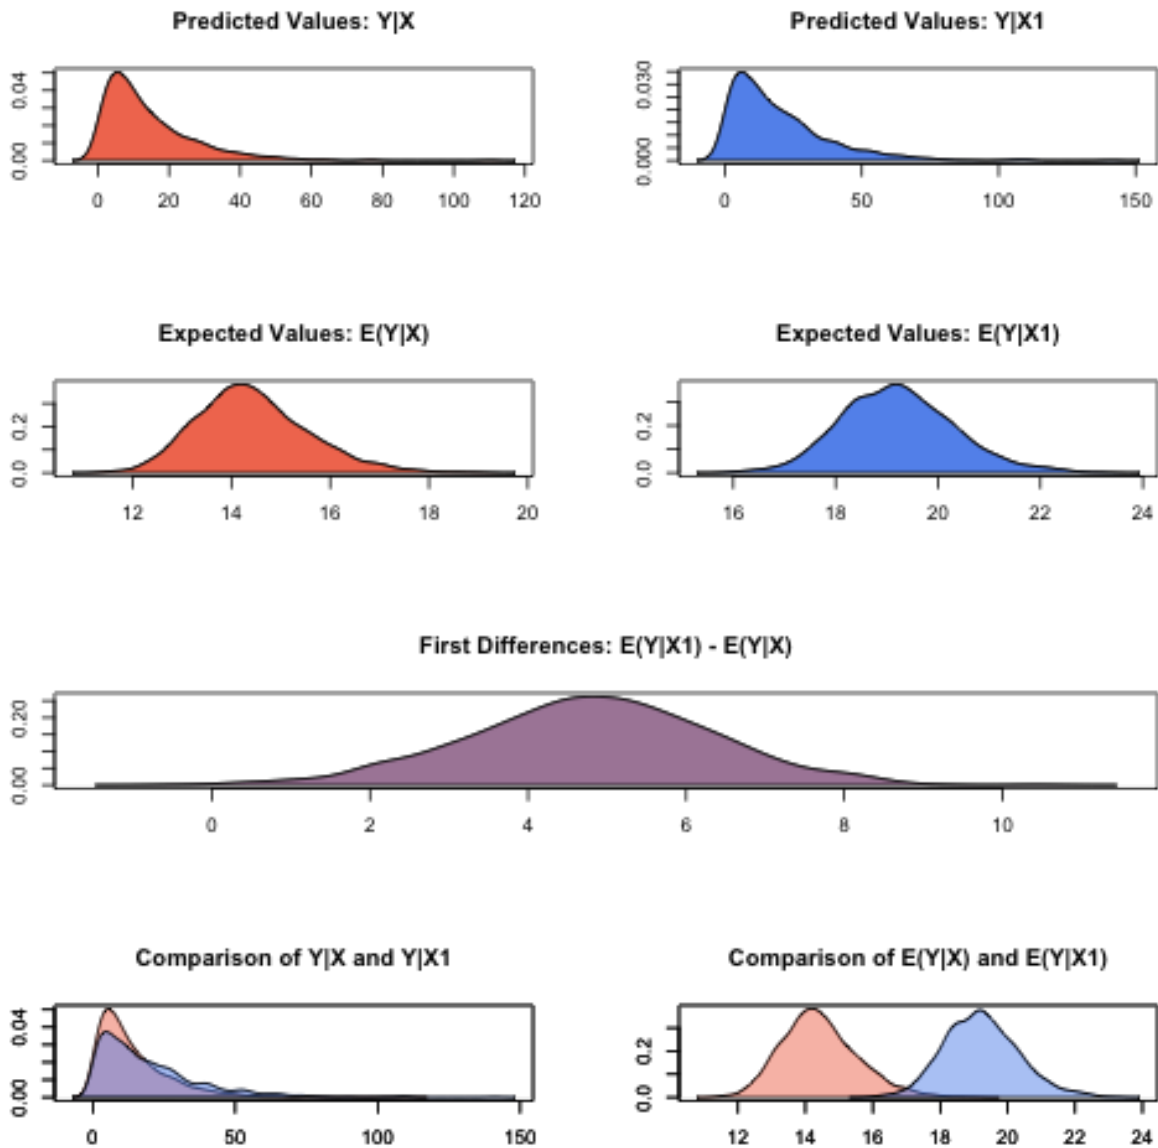 Predicted Values: Y|X
Predicted Values: Y|X1
0.00 0.04
0 20 40 60 80 100 120
0.000 0.030
0 50 100 150
Expected Values: E(Y|X)
Expected Values: E(Y|X1)
0.0 0.2
12 14 16 18 20
0.0 0.2
16 18 20 22 24
First Differences: E(Y|X1) - E(Y|X)
0.00 0.20
0 2 4 6 8 10
Comparison of Y|X and Y|X1
Comparison of E(Y|X) and E(Y|X1)
0.00 0.04
0 50 100 150
0.0 0.2
12 14 16 18 20 22 24